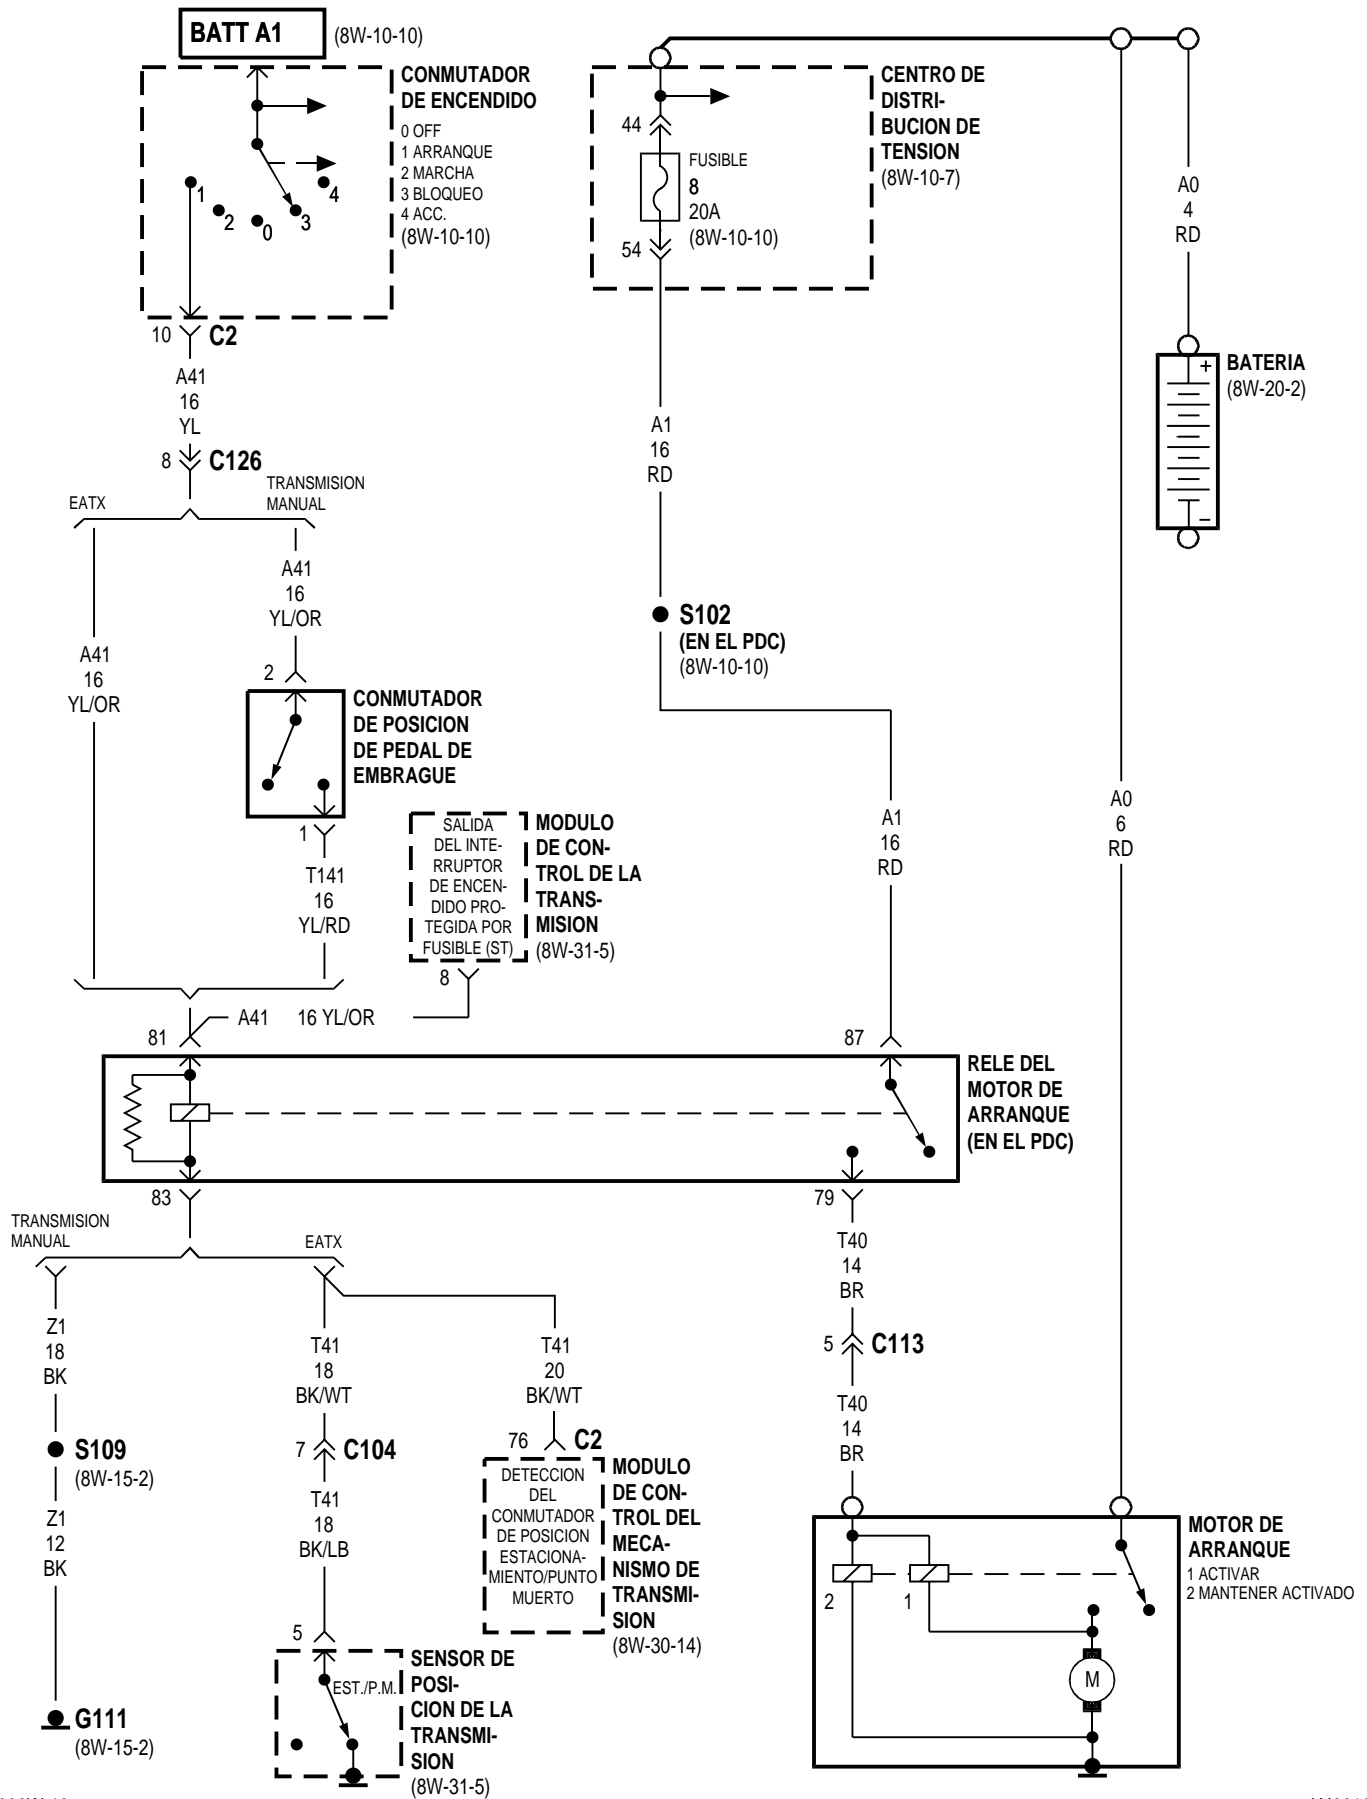 BATT A1 (8W-10-10)
CONMUTADOR
DE ENCENDIDO
0 OFF
1 ARRANQUE
2 MARCHA
3 BLOQUEO
4 ACC.
(8W-10-10)
1
2
0
3
4
10 C2
A41
16
YL
8 C126
EATX
TRANSMISION
MANUAL
A41
16
YL/OR
A41
16
YL/OR
2
CONMUTADOR
DE POSICION
DE PEDAL DE
EMBRAGUE
1
T141
16
YL/RD
SALIDA
DEL INTE-
RRUPTOR
DE ENCEN-
DIDO PRO-
TEGIDA POR
FUSIBLE (ST)
MODULO
DE CON-
TROL DE LA
TRANS-
MISION
(8W-31-5)
8
A41 16 YL/OR
81
CENTRO DE
DISTRI-
BUCION DE
TENSION
(8W-10-7)
44
FUSIBLE
8
20A
(8W-10-10)
54
A1
16
RD
S102
(EN EL PDC)
(8W-10-10)
A1
16
RD
87
A0
4
RD
BATERIA
(8W-20-2)
+
–
A0
6
RD
RELE DEL
MOTOR DE
ARRANQUE
(EN EL PDC)
83
79
TRANSMISION
MANUAL
EATX
Z1
18
BK
S109
(8W-15-2)
Z1
12
BK
G111
(8W-15-2)
T41
18
BK/WT
7 C104
T41
18
BK/LB
5
EST./P.M.
SENSOR DE
POSI-
CION DE LA
TRANSMI-
SION
(8W-31-5)
T41
20
BK/WT
76 C2
DETECCION
DEL
CONMUTADOR
DE POSICION
ESTACIONA-
MIENTO/PUNTO
MUERTO
MODULO
DE CON-
TROL DEL
MECA-
NISMO DE
TRANSMI-
SION
(8W-30-14)
T40
14
BR
5 C113
T40
14
BR
MOTOR DE
ARRANQUE
1 ACTIVAR
2 MANTENER ACTIVADO
2
1
M